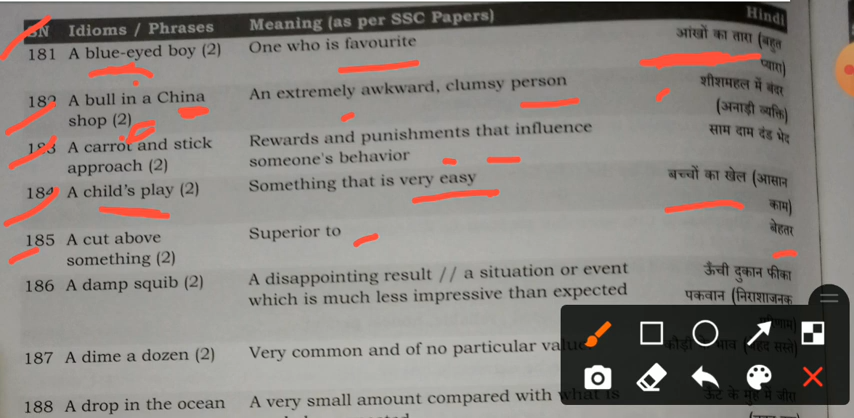 SN Idioms / Phrases Meaning (as per SSC Papers) Hindi
181 A blue-eyed boy (2) One who is favourite आंखों का तारा (बहुत
प्यारा)
182 A bull in a China An extremely awkward, clumsy person शीशमहल में बंदर
shop (2) (अनाड़ी व्यक्ति)
183 A carrot and stick Rewards and punishments that influence साम दाम दंड भेद
approach (2) someone's behavior
184 A child's play (2) Something that is very easy बच्चों का खेल (आसान
काम)
185 A cut above Superior to बेहतर
something (2)
186 A damp squib (2) A disappointing result // a situation or event ऊँची दुकान फीका
which is much less impressive than expected पकवान (निराशाजनक
187 A dime a dozen (2) Very common and of no particular value
188 A drop in the ocean A very small amount compared with what is ऊँट के मुँह में जीरा